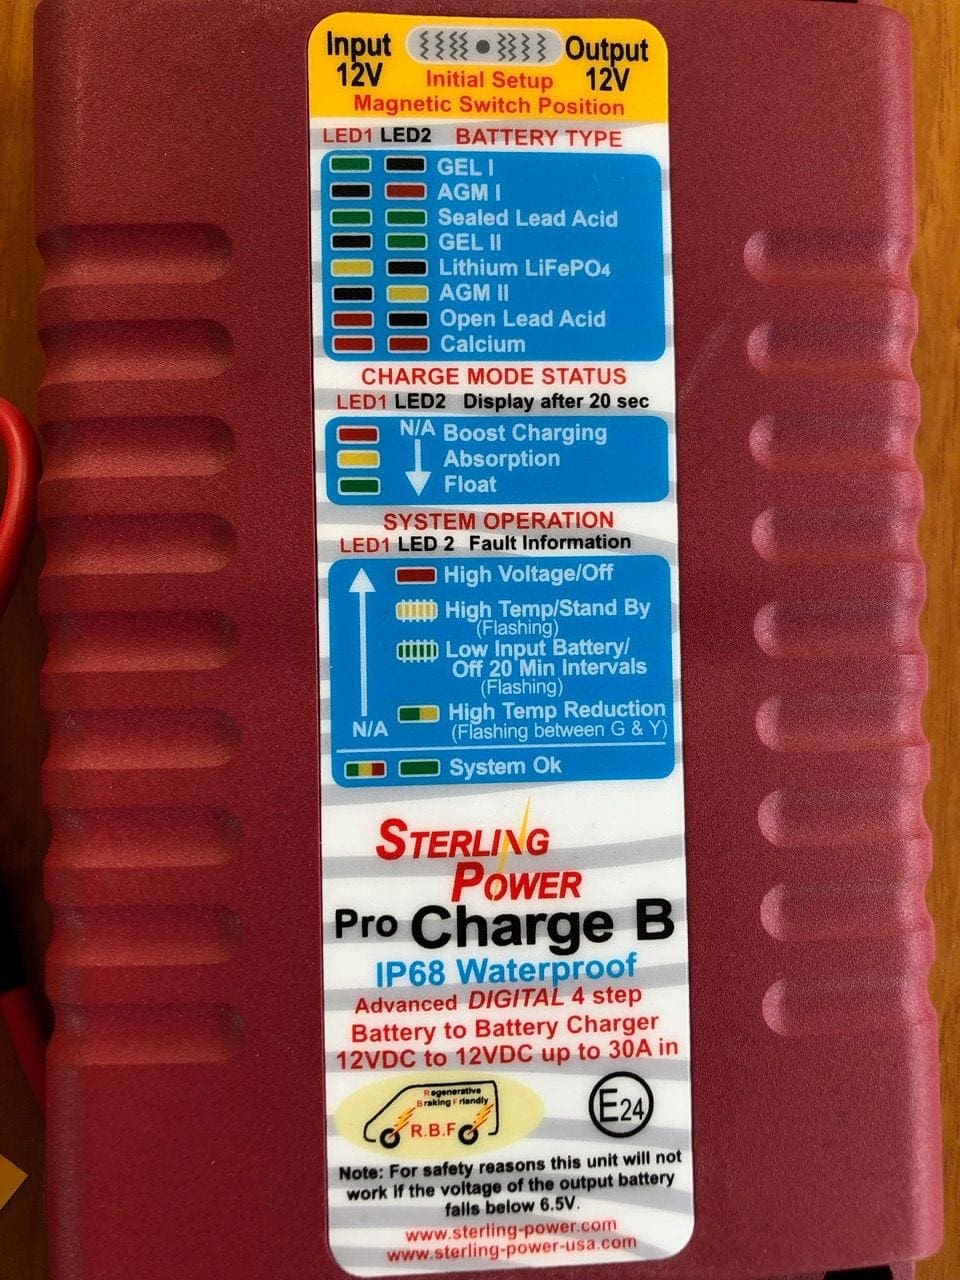 Input 12V
Output 12V
Initial Setup
Magnetic Switch Position
LED1 LED2 BATTERY TYPE
GEL I
AGM I
Sealed Lead Acid
GEL II
Lithium LiFePO4
AGM II
Open Lead Acid
Calcium
CHARGE MODE STATUS
LED1 LED2 Display after 20 sec
N/A Boost Charging
Absorption
Float
SYSTEM OPERATION
LED1 LED 2 Fault Information
High Voltage/Off
High Temp/Stand By
(Flashing)
Low Input Battery/
Off 20 Min Intervals
(Flashing)
High Temp Reduction
N/A (Flashing between G & Y)
System Ok
STERLING
POWER
Pro Charge B
IP68 Waterproof
Advanced DIGITAL 4 step
Battery to Battery Charger
12VDC to 12VDC up to 30A in
Regenerative
Braking Friendly
R.B.F
E24
Note: For safety reasons this unit will not
work if the voltage of the output battery
falls below 6.5V.
www.sterling-power.com
www.sterling-power-usa.com